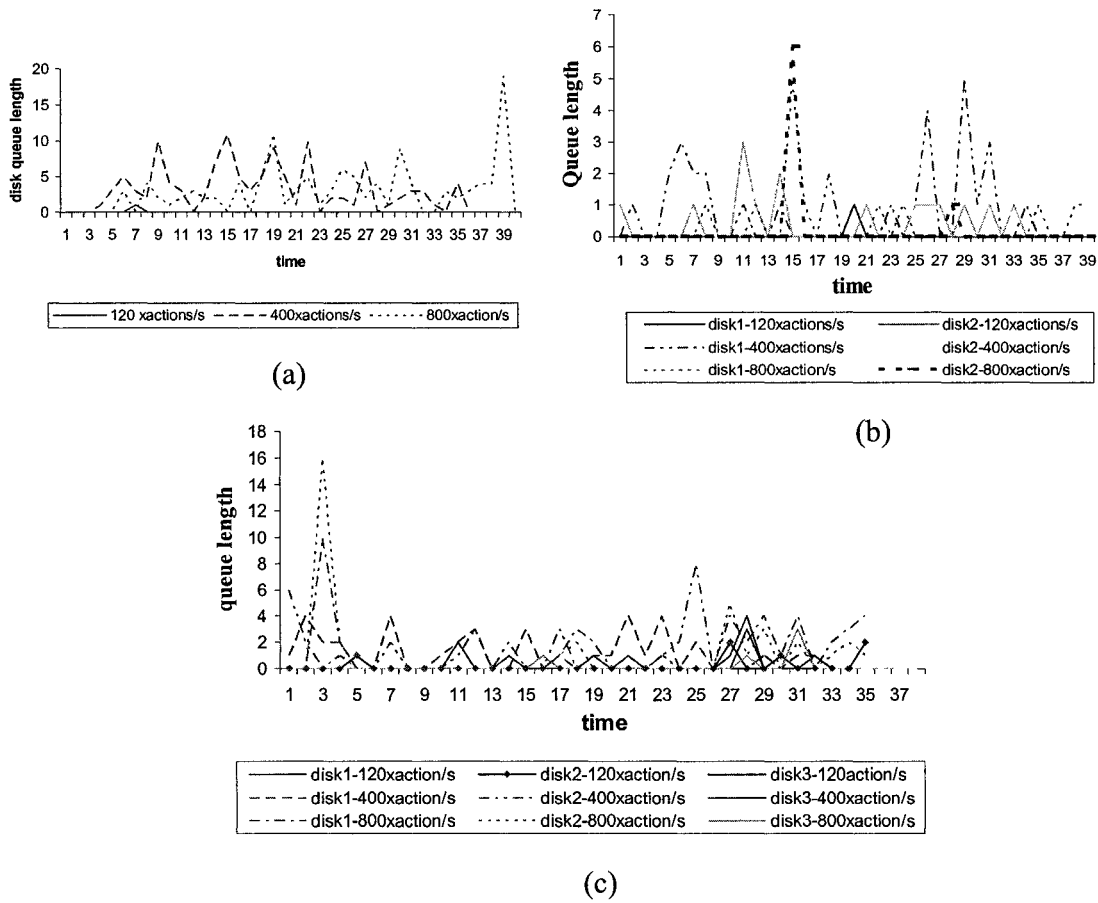 disk queue length
20
15
10
5
0
1 3 5 7 9 11 13 15 17 19 21 23 25 27 29 31 33 35 37 39
time
120 xactions/s 400xactions/s 800xaction/s
(a)
Queue length
7
6
5
4
3
2
1
0
1 3 5 7 9 11 13 15 17 19 21 23 25 27 29 31 33 35 37 39
time
disk1-120xactions/s disk2-120xactions/s
disk1-400xactions/s disk2-400xaction/s
disk1-800xaction/s disk2-800xaction/s
(b)
queue length
18
16
14
12
10
8
6
4
2
0
1 3 5 7 9 11 13 15 17 19 21 23 25 27 29 31 33 35 37
time
disk1-120xaction/s disk2-120xaction/s disk3-120action/s
disk1-400xaction/s disk2-400xaction/s disk3-400xaction/s
disk1-800xaction/s disk2-800xaction/s disk3-800xaction/s
(c)